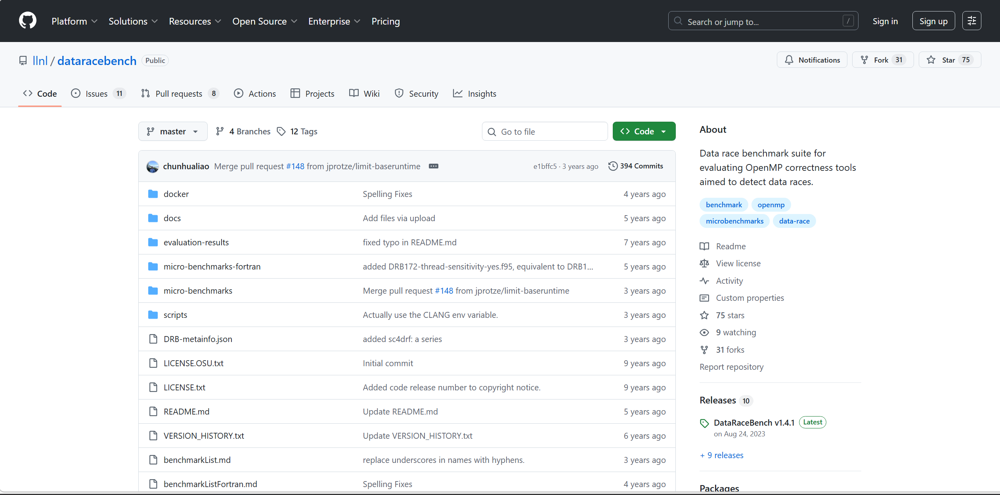 Platform Solutions Resources Open Source Enterprise Pricing Search or jump to... / Sign in Sign up
llnl / dataracebench Public Notifications Fork 31 Star 75
Code Issues 11 Pull requests 8 Actions Projects Wiki Security Insights
master 4 Branches 12 Tags Go to file Code
chunhualiao Merge pull request #148 from jprotze/limit-baseruntime e1bffc5 · 3 years ago 394 Commits
docker Spelling Fixes 4 years ago
docs Add files via upload 5 years ago
evaluation-results fixed typo in README.md 7 years ago
micro-benchmarks-fortran added DRB172-thread-sensitivity-yes.f95, equivalent to DRB1... 5 years ago
micro-benchmarks Merge pull request #148 from jprotze/limit-baseruntime 3 years ago
scripts Actually use the CLANG env variable. 3 years ago
DRB-metainfo.json added sc4drf: a series 3 years ago
LICENSE.OSU.txt Initial commit 9 years ago
LICENSE.txt Added code release number to copyright notice. 9 years ago
README.md Update README.md 5 years ago
VERSION_HISTORY.txt Update VERSION_HISTORY.txt 6 years ago
benchmarkList.md replace underscores in names with hyphens. 3 years ago
benchmarkListFortran.md Spelling Fixes 4 years ago
About
Data race benchmark suite for
evaluating OpenMP correctness tools
aimed to detect data races.
benchmark openmp
microbenchmarks data-race
Readme
View license
Activity
Custom properties
75 stars
9 watching
31 forks
Report repository
Releases 10
DataRaceBench v1.4.1 Latest
on Aug 24, 2023
+ 9 releases
Packages